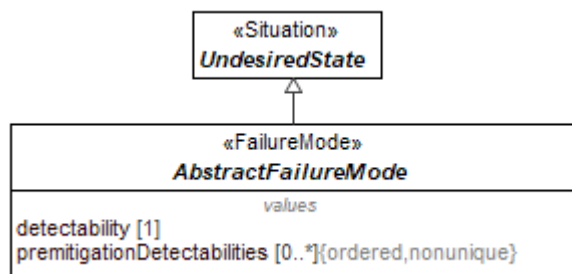 «Situation»
UndesiredState
«FailureMode»
AbstractFailureMode
values
detectability [1]
premitigationDetectabilities [0..*]{ordered,nonunique}